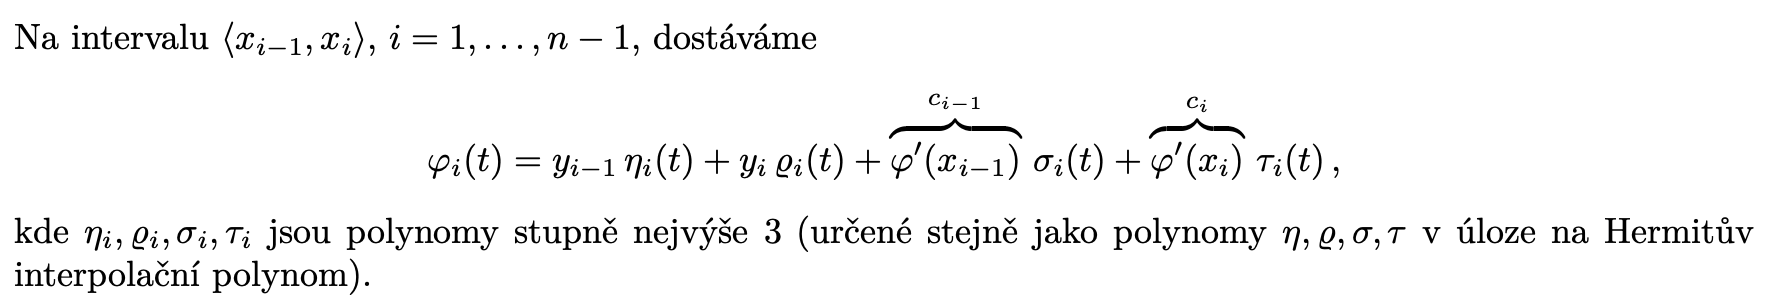 Na intervalu ⟨x_{i−1}, x_i⟩, i = 1, . . . , n − 1, dostáváme
c_{i−1} c_i
φ_i(t) = y_{i−1} η_i(t) + y_i ϱ_i(t) + φ′(x_{i−1}) σ_i(t) + φ′(x_i) τ_i(t) ,
kde η_i, ϱ_i, σ_i, τ_i jsou polynomy stupně nejvýše 3 (určené stejně jako polynomy η, ϱ, σ, τ v úloze na Hermitův
interpolační polynom).